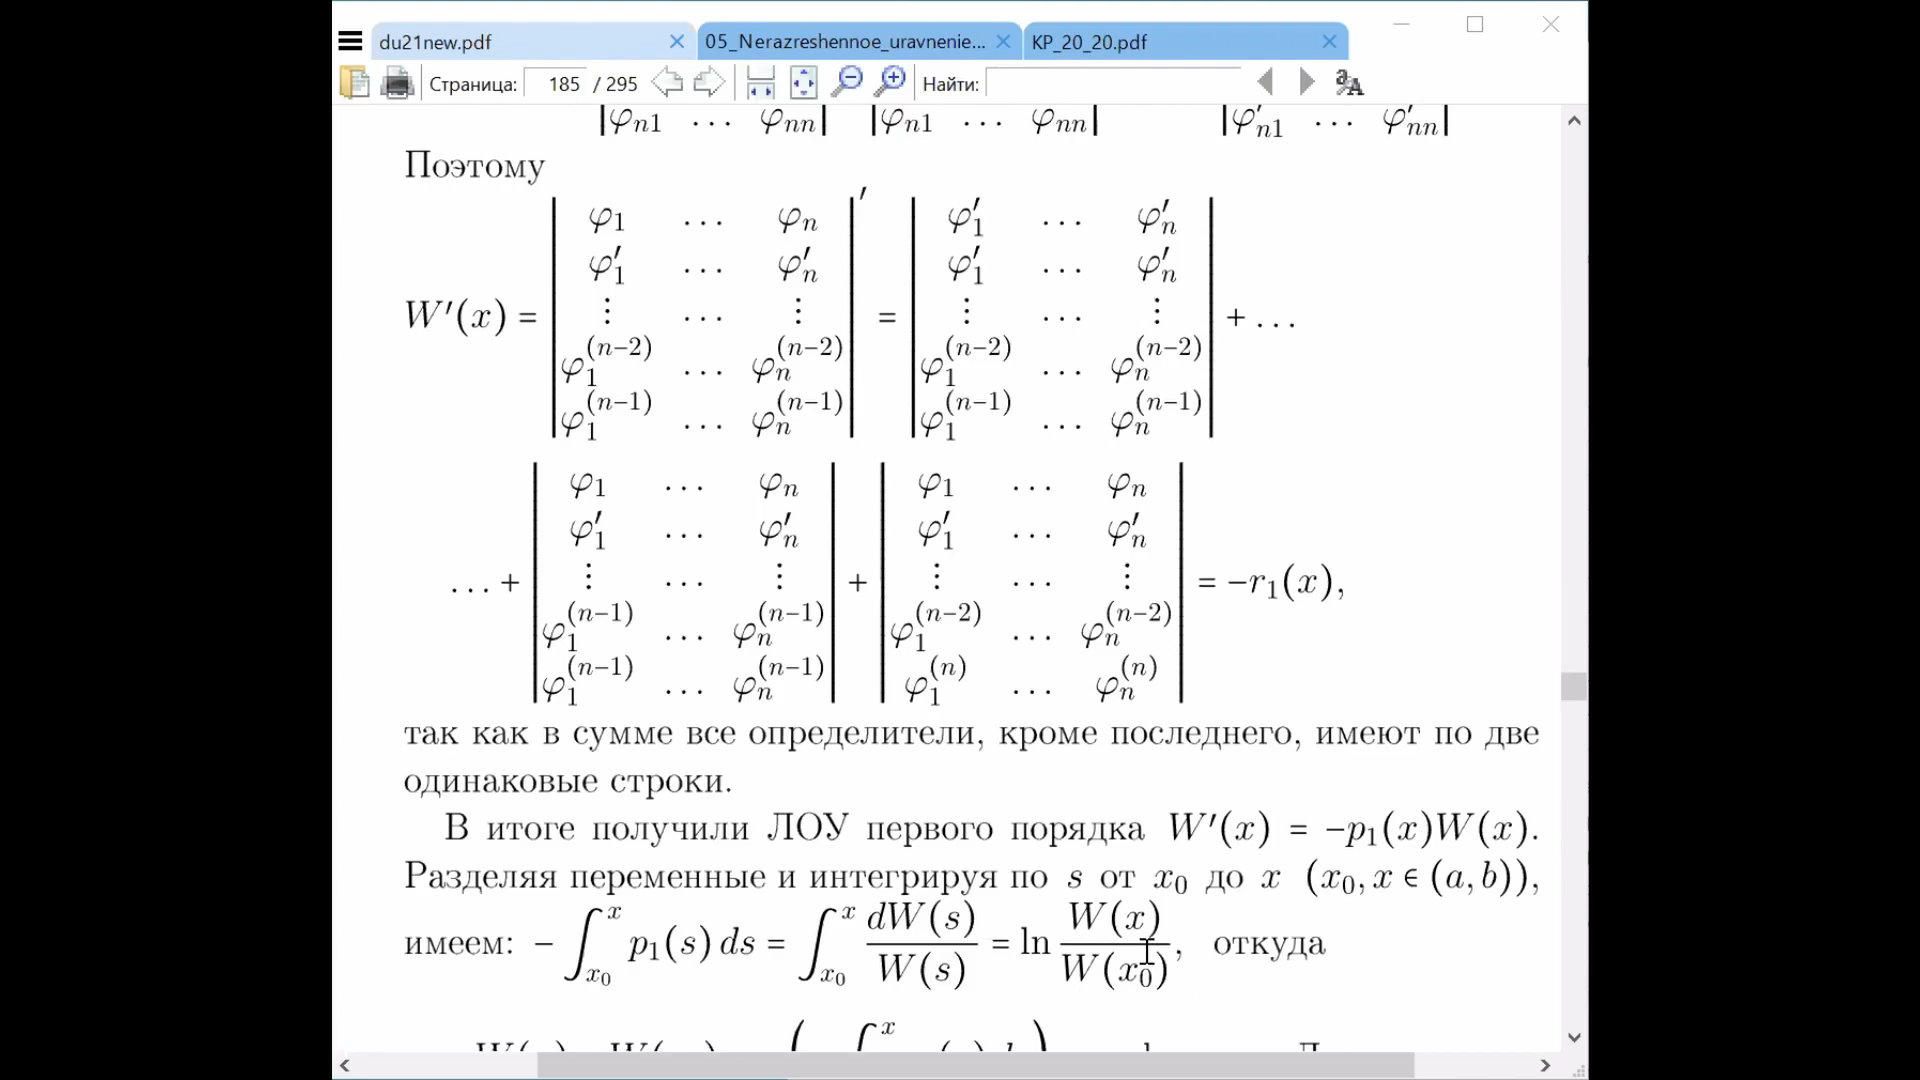 du21new.pdf 05_Nerazreshennoe_uravnenie... KP_20_20.pdf
Страница: 185 / 295 Найти:
|φₙ₁ ... φₙₙ| |φₙ₁ ... φₙₙ| |φ′ₙ₁ ... φ′ₙₙ|
Поэтому
W′(x) = |φ₁ ... φₙ; φ′₁ ... φ′ₙ; ⋮ ... ⋮; φ₁⁽ⁿ⁻²⁾ ... φₙ⁽ⁿ⁻²⁾; φ₁⁽ⁿ⁻¹⁾ ... φₙ⁽ⁿ⁻¹⁾|′ = |φ′₁ ... φ′ₙ; φ′₁ ... φ′ₙ; ⋮ ... ⋮; φ₁⁽ⁿ⁻²⁾ ... φₙ⁽ⁿ⁻²⁾; φ₁⁽ⁿ⁻¹⁾ ... φₙ⁽ⁿ⁻¹⁾| + ...
... + |φ₁ ... φₙ; φ′₁ ... φ′ₙ; ⋮ ... ⋮; φ₁⁽ⁿ⁻¹⁾ ... φₙ⁽ⁿ⁻¹⁾; φ₁⁽ⁿ⁻¹⁾ ... φₙ⁽ⁿ⁻¹⁾| + |φ₁ ... φₙ; φ′₁ ... φ′ₙ; ⋮ ... ⋮; φ₁⁽ⁿ⁻²⁾ ... φₙ⁽ⁿ⁻²⁾; φ₁⁽ⁿ⁾ ... φₙ⁽ⁿ⁾| = −r₁(x),
так как в сумме все определители, кроме последнего, имеют по две
одинаковые строки.
В итоге получили ЛОУ первого порядка W′(x) = −p₁(x)W(x).
Разделяя переменные и интегрируя по s от x₀ до x (x₀, x ∈ (a, b)),
имеем: − ∫ₓ₀ˣ p₁(s) ds = ∫ₓ₀ˣ dW(s)/W(s) = ln W(x)/W(x₀), откуда